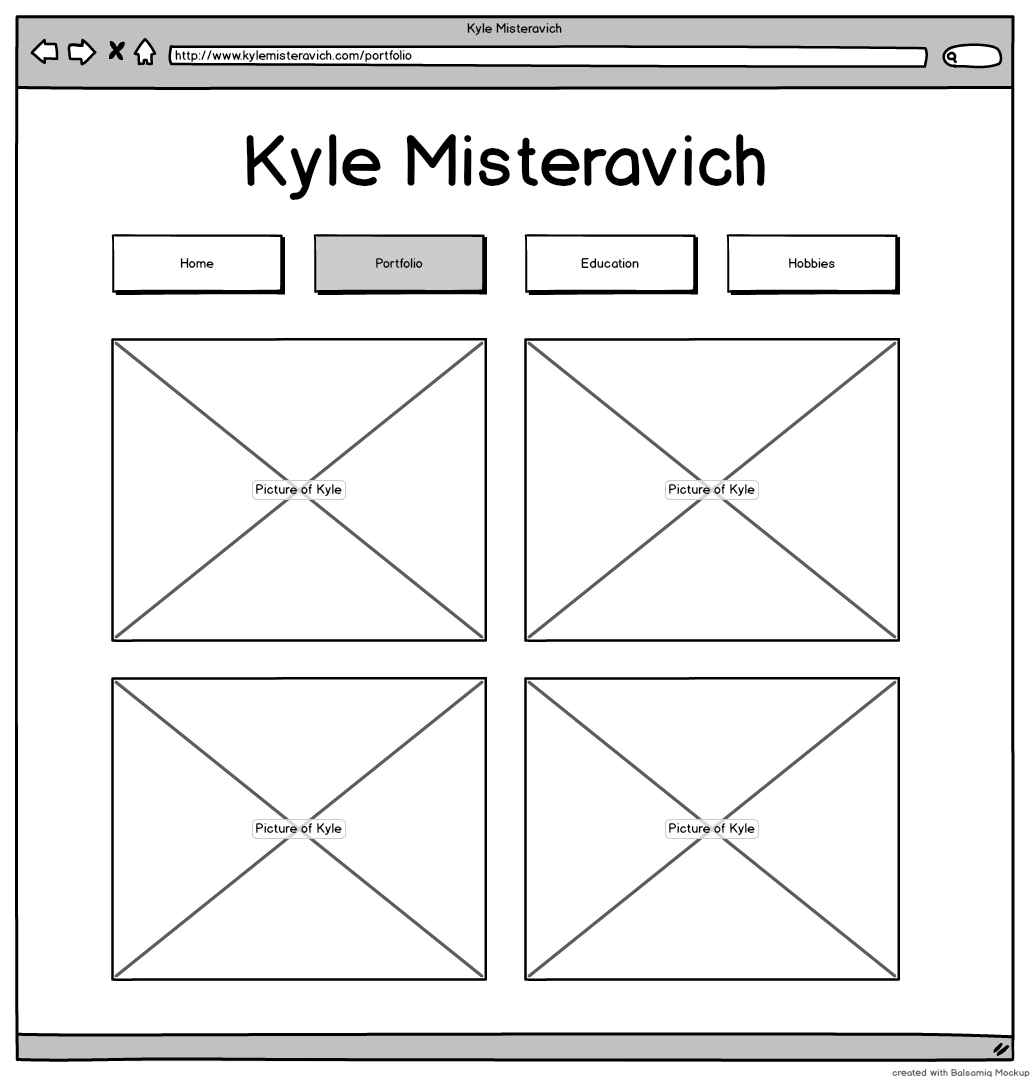 Kyle Misteravich
http://www.kylemisteravich.com/portfolio
Kyle Misteravich
Home Portfolio Education Hobbies
Picture of Kyle Picture of Kyle
Picture of Kyle Picture of Kyle
created with Balsamiq Mockup